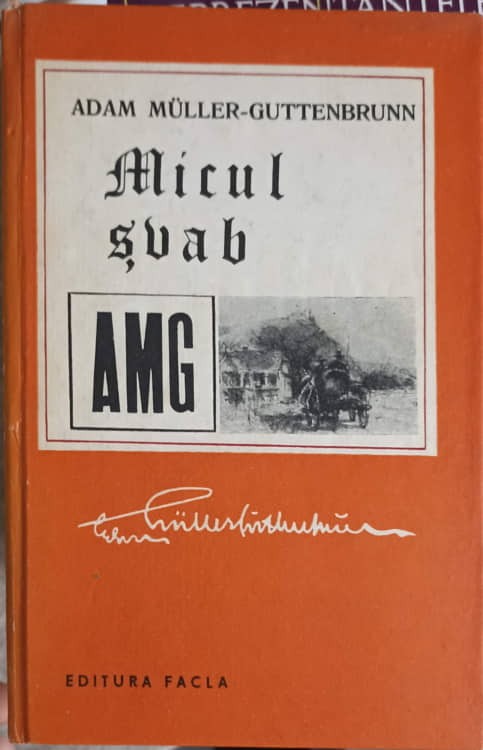 ADAM MÜLLER-GUTTENBRUNN
Micul
șvab
AMG
EDITURA FACLA